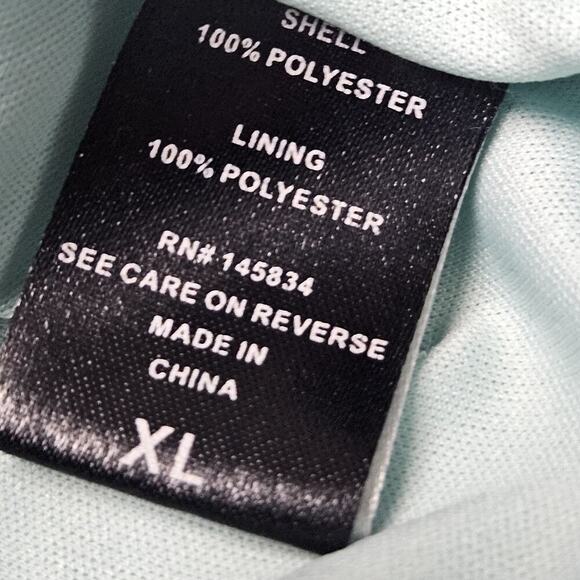 SHELL
100% POLYESTER
LINING
100% POLYESTER
RN# 145834
SEE CARE ON REVERSE
MADE IN
CHINA
XL